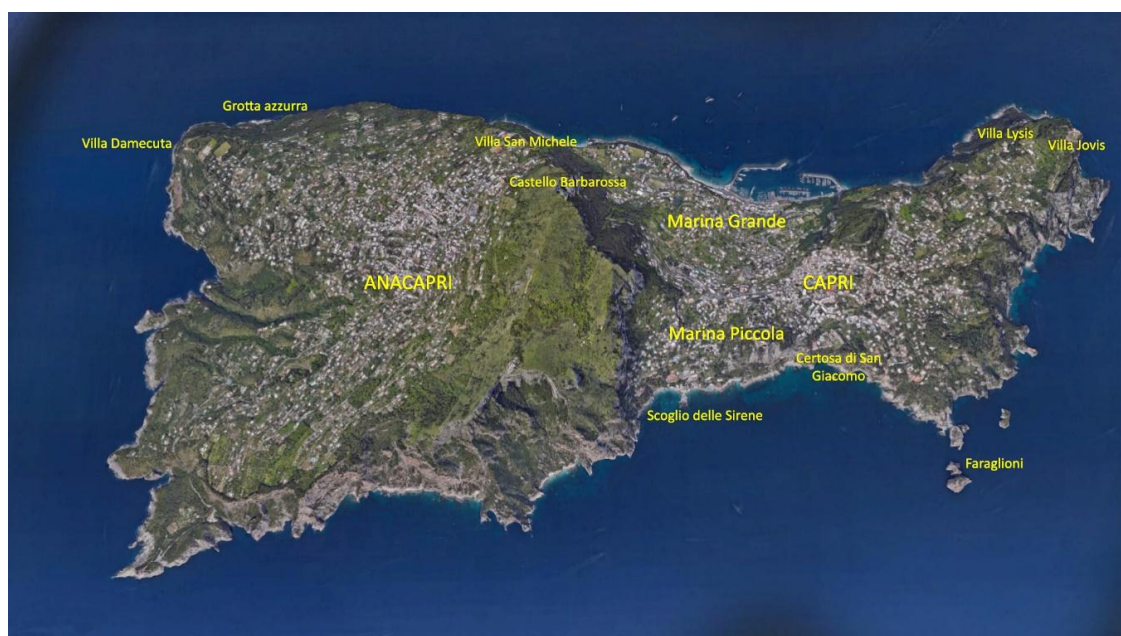 Grotta azzurra
Villa Damecuta
Villa San Michele
Villa Lysis
Villa Jovis
Castello Barbarossa
Marina Grande
ANACAPRI
CAPRI
Marina Piccola
Certosa di San
Giacomo
Scoglio delle Sirene
Faraglioni